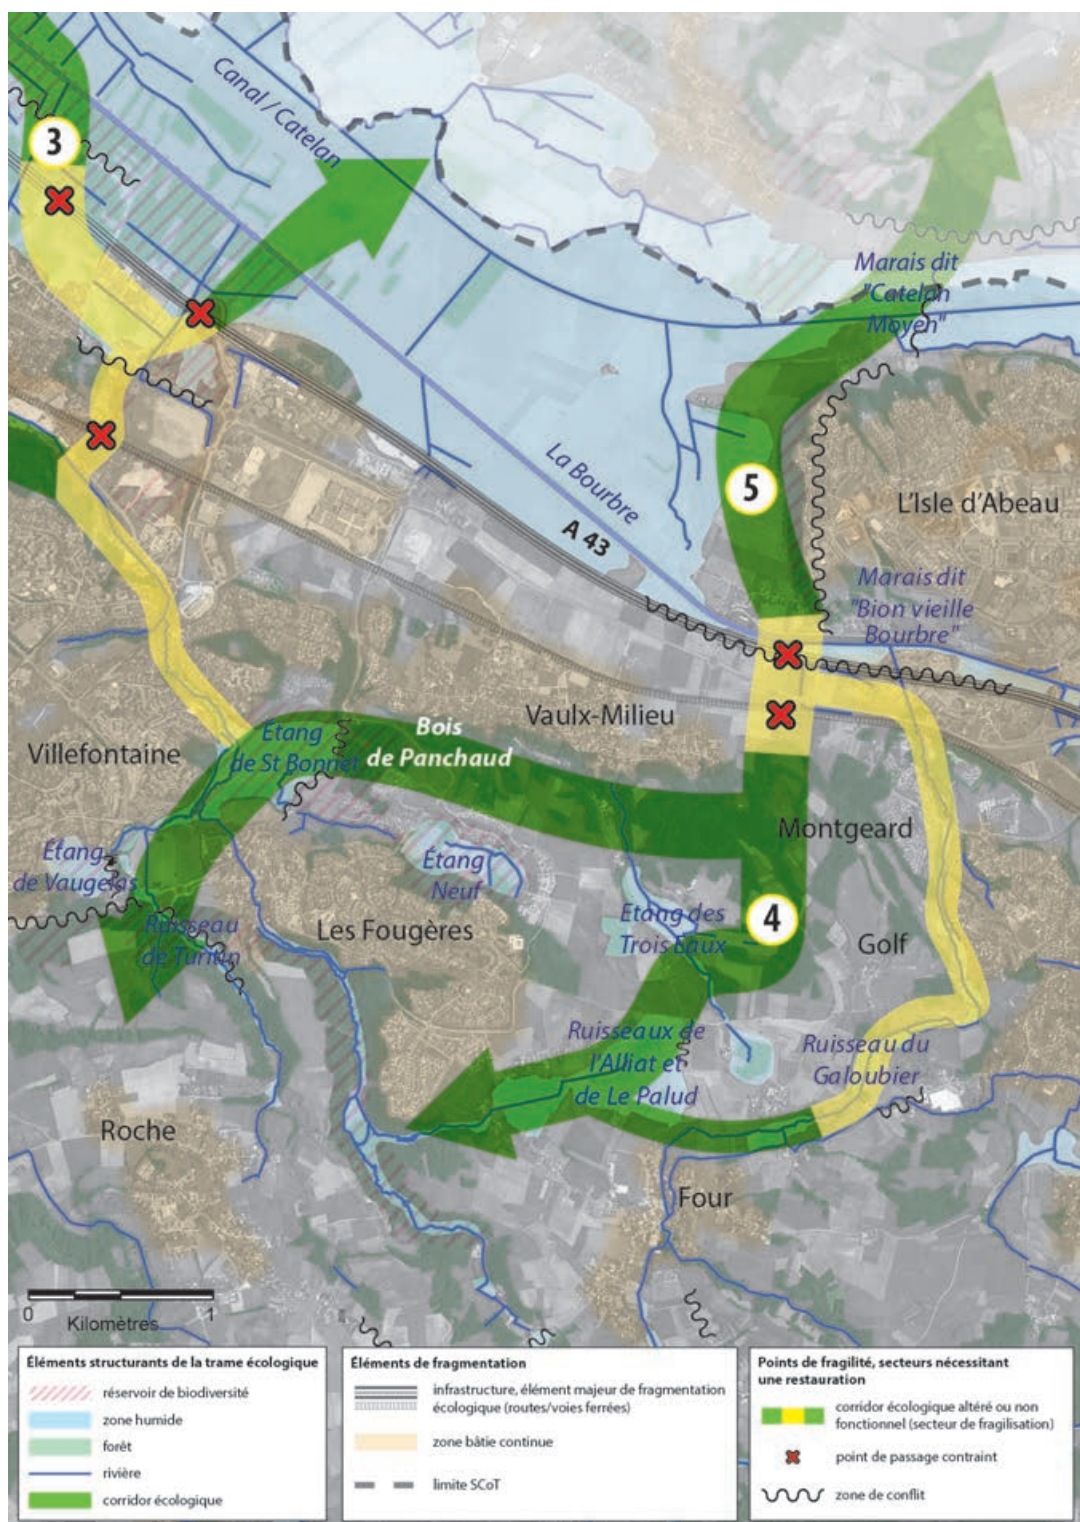 Canal / Catelan
3
Marais dit
"Catelan
Moyen"
5
L'Isle d'Abeau
La Bourbre
A 43
Marais dit
"Bion vieille
Bourbre"
Vaulx-Milieu
Bois
de Panchaud
Etang
de St Bonnet
Villefontaine
Montgeard
Étang
de Vaugelas
Étang
Neuf
4
Etang des
Trois Eaux
Golf
Les Fougères
Ruisseau
de Turitin
Ruisseaux de
l'Alliat et
de Le Palud
Ruisseau du
Galoubier
Roche
Four
0 1
Kilomètres
Éléments structurants de la trame écologique
réservoir de biodiversité
zone humide
forêt
rivière
corridor écologique
Éléments de fragmentation
infrastructure, élément majeur de fragmentation
écologique (routes/voies ferrées)
zone bâtie continue
limite SCoT
Points de fragilité, secteurs nécessitant
une restauration
corridor écologique altéré ou non
fonctionnel (secteur de fragilisation)
point de passage contraint
zone de conflit